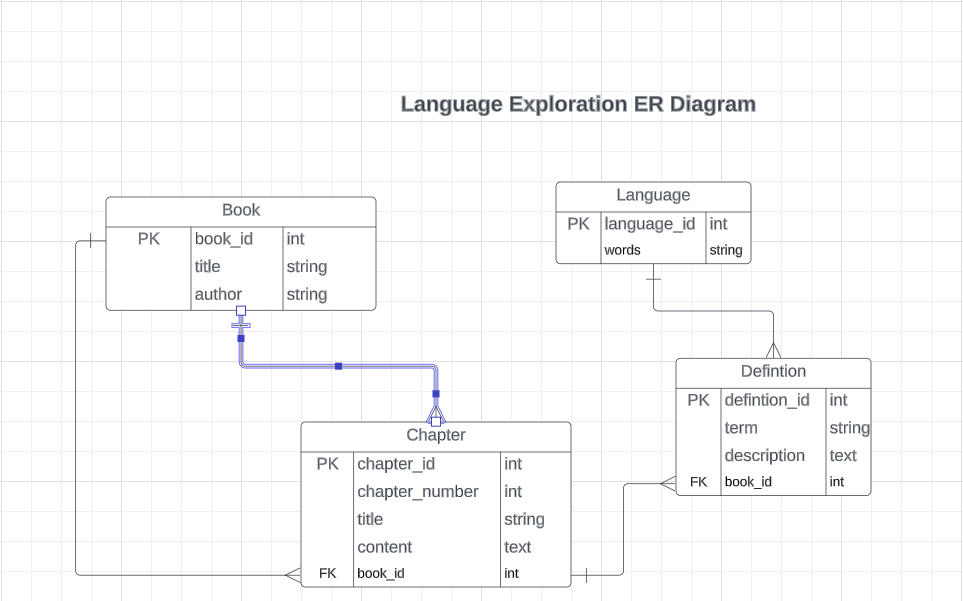 Language Exploration ER Diagram
Book
PK book_id int
title string
author string
Language
PK language_id int
words string
Defintion
PK defintion_id int
term string
description text
FK book_id int
Chapter
PK chapter_id int
chapter_number int
title string
content text
FK book_id int